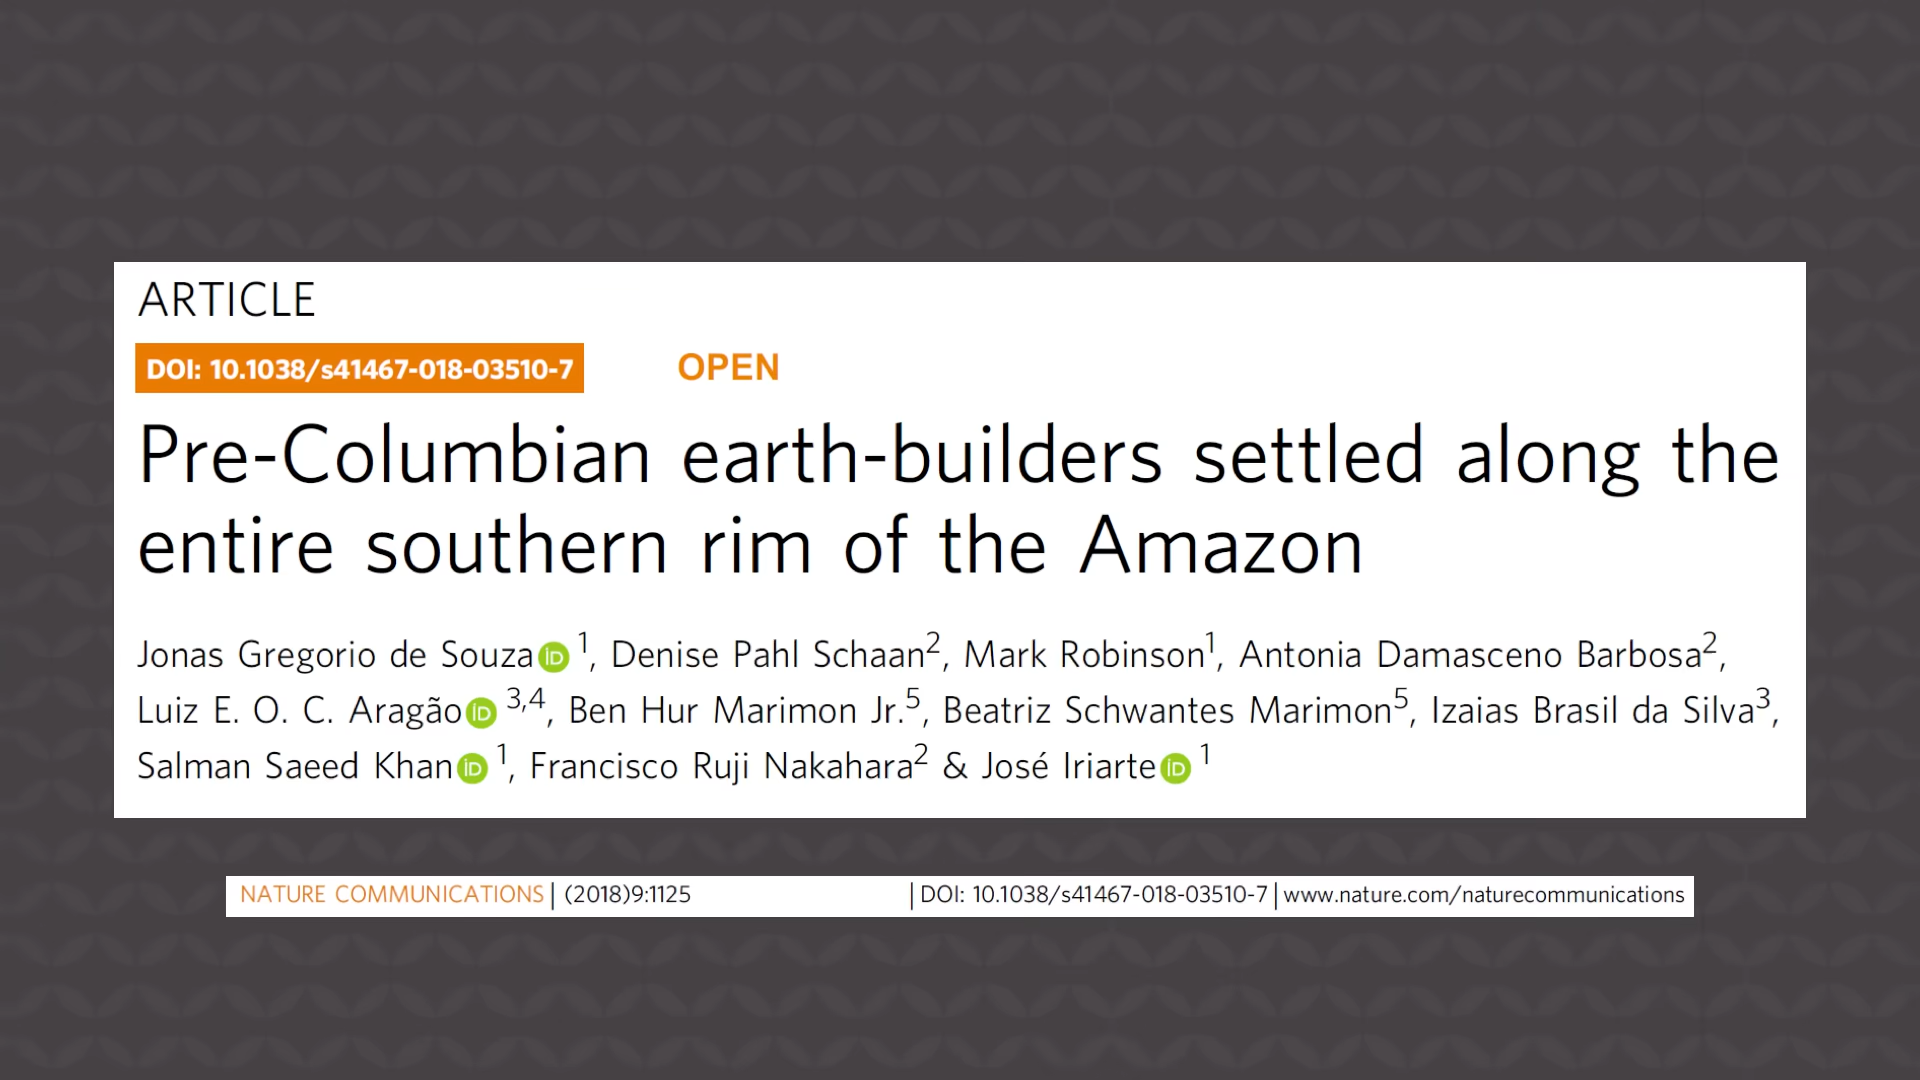 ARTICLE
DOI: 10.1038/s41467-018-03510-7 OPEN
Pre-Columbian earth-builders settled along the
entire southern rim of the Amazon
Jonas Gregorio de Souza iD 1, Denise Pahl Schaan2, Mark Robinson1, Antonia Damasceno Barbosa2,
Luiz E. O. C. Aragão iD 3,4, Ben Hur Marimon Jr.5, Beatriz Schwantes Marimon5, Izaias Brasil da Silva3,
Salman Saeed Khan iD 1, Francisco Ruji Nakahara2 & José Iriarte iD 1
NATURE COMMUNICATIONS | (2018)9:1125 | DOI: 10.1038/s41467-018-03510-7 | www.nature.com/naturecommunications